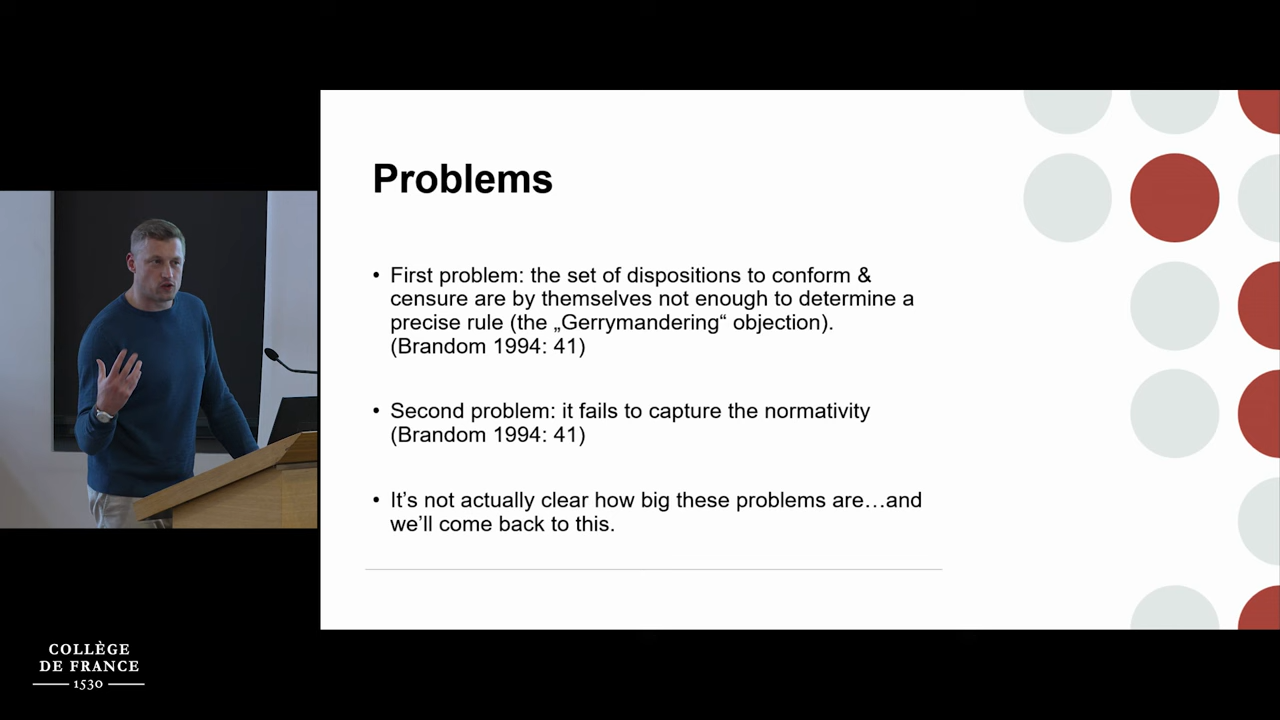 Problems
• First problem: the set of dispositions to conform &
censure are by themselves not enough to determine a
precise rule (the „Gerrymandering“ objection).
(Brandom 1994: 41)
• Second problem: it fails to capture the normativity
(Brandom 1994: 41)
• It’s not actually clear how big these problems are…and
we’ll come back to this.
COLLÈGE
DE FRANCE
1530